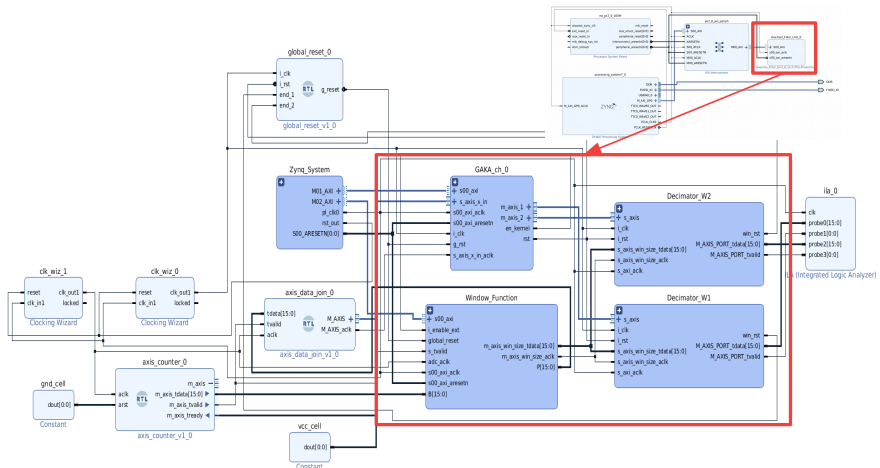 DDR
FIXED_IO
ZYNQ
global_reset_0
i_clk
i_rst
end_1
end_2
RTL
g_reset
global_reset_v1_0
Zynq_System
M01_AXI
M02_AXI
pl_clk0
rst_out
S00_ARESETN[0:0]
GAKA_ch_0
s00_axi
s_axis_x_in
s00_axi_aclk
s00_axi_aresetn
i_clk
g_rst
s_axis_x_in_aclk
m_axis_1
m_axis_2
en_kernel
rst
Decimator_W2
s_axis
i_clk
i_rst
s_axis_win_size_tdata[15:0]
s_axis_win_size_aclk
s_axi_aclk
win_rst
M_AXIS_PORT_tdata[15:0]
M_AXIS_PORT_tvalid
ila_0
clk
probe0[15:0]
probe1[0:0]
probe2[15:0]
probe3[0:0]
ILA (Integrated Logic Analyzer)
clk_wiz_1
reset
clk_in1
clk_out1
locked
Clocking Wizard
clk_wiz_0
reset
clk_in1
clk_out1
locked
Clocking Wizard
axis_data_join_0
tdata[15:0]
tvalid
aclk
RTL
M_AXIS
M_AXIS_aclk
axis_data_join_v1_0
Window_Function
s00_axi
i_enable_ext
global_reset
s_tvalid
adc_aclk
s00_axi_aclk
s00_axi_aresetn
B[15:0]
m_axis_win_size_tdata[15:0]
m_axis_win_size_aclk
P[15:0]
Decimator_W1
s_axis
i_clk
i_rst
s_axis_win_size_tdata[15:0]
s_axis_win_size_aclk
s_axi_aclk
win_rst
M_AXIS_PORT_tdata[15:0]
M_AXIS_PORT_tvalid
axis_counter_0
aclk
arst
RTL
m_axis
m_axis_tdata[15:0]
m_axis_tvalid
m_axis_tready
axis_counter_v1_0
gnd_cell
dout[0:0]
Constant
vcc_cell
dout[0:0]
Constant